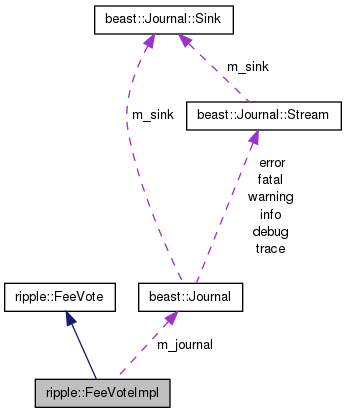 beast::Journal::Sink
m_sink
beast::Journal::Stream
m_sink
error
fatal
warning
info
debug
trace
ripple::FeeVote
beast::Journal
m_journal
ripple::FeeVoteImpl